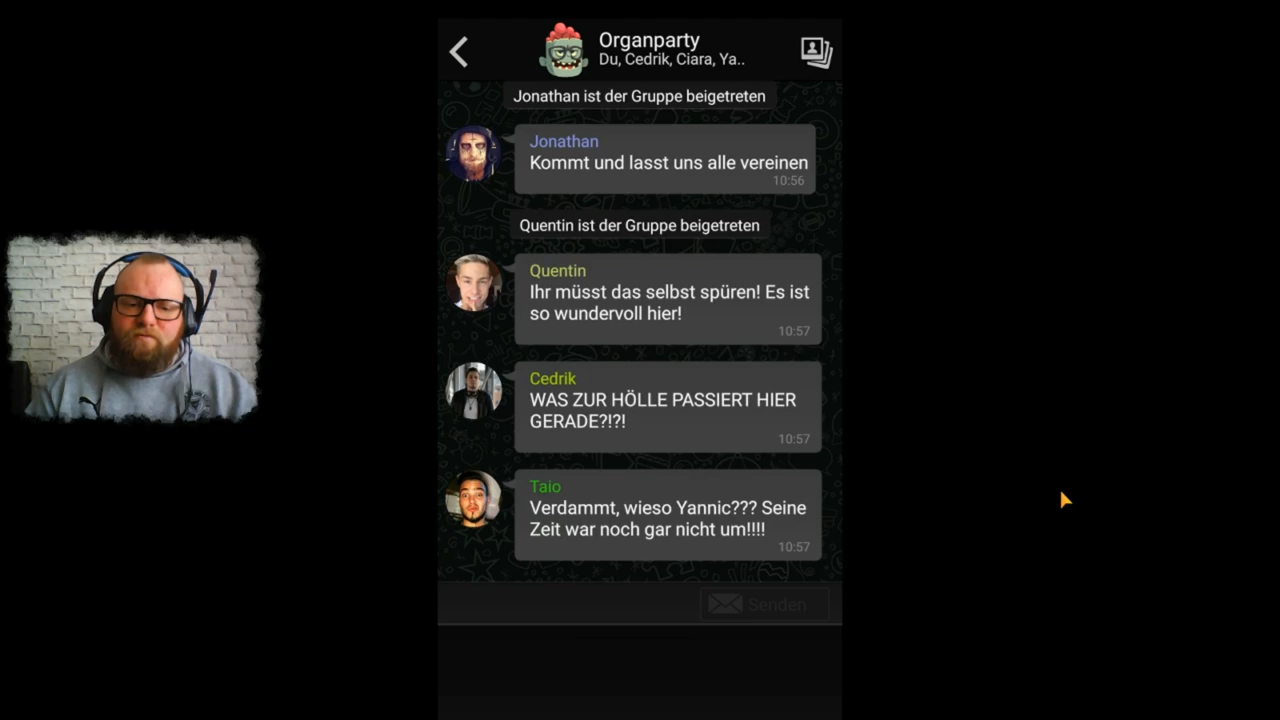 Organparty
Du, Cedrik, Ciara, Ya..
Jonathan ist der Gruppe beigetreten
Jonathan
Kommt und lasst uns alle vereinen
10:56
Quentin ist der Gruppe beigetreten
Quentin
Ihr müsst das selbst spüren! Es ist
so wundervoll hier!
10:57
Cedrik
WAS ZUR HÖLLE PASSIERT HIER
GERADE?!?!
10:57
Taio
Verdammt, wieso Yannic??? Seine
Zeit war noch gar nicht um!!!!
10:57
Senden